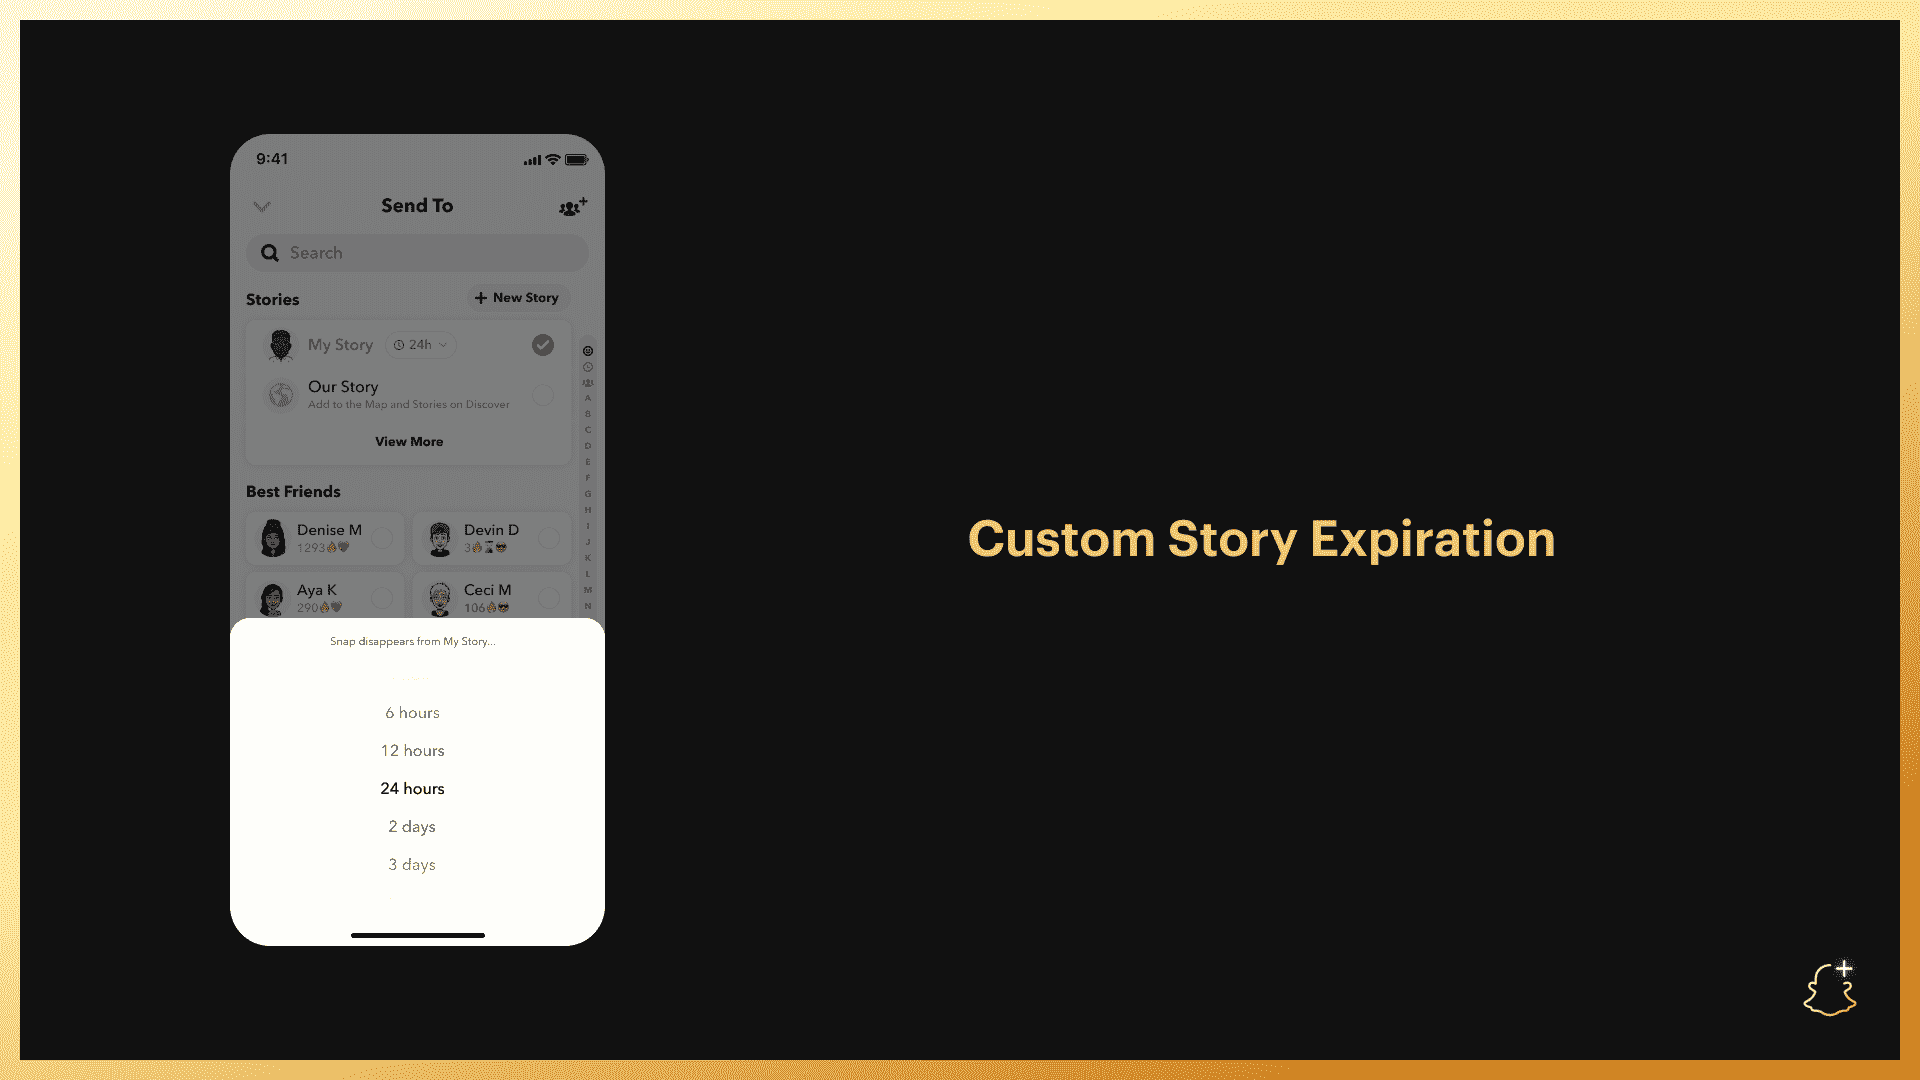 9:41
Send To
Search
Stories
+ New Story
My Story
24h
Our Story
Add to the Map and Stories on Discover
View More
Best Friends
Denise M
1293🔥
Devin D
3🔥⌛😎
Aya K
290🔥
Ceci M
106🔥😎
A
B
C
D
E
F
G
H
I
J
K
L
M
N
Snap disappears from My Story...
6 hours
12 hours
24 hours
2 days
3 days
Custom Story Expiration